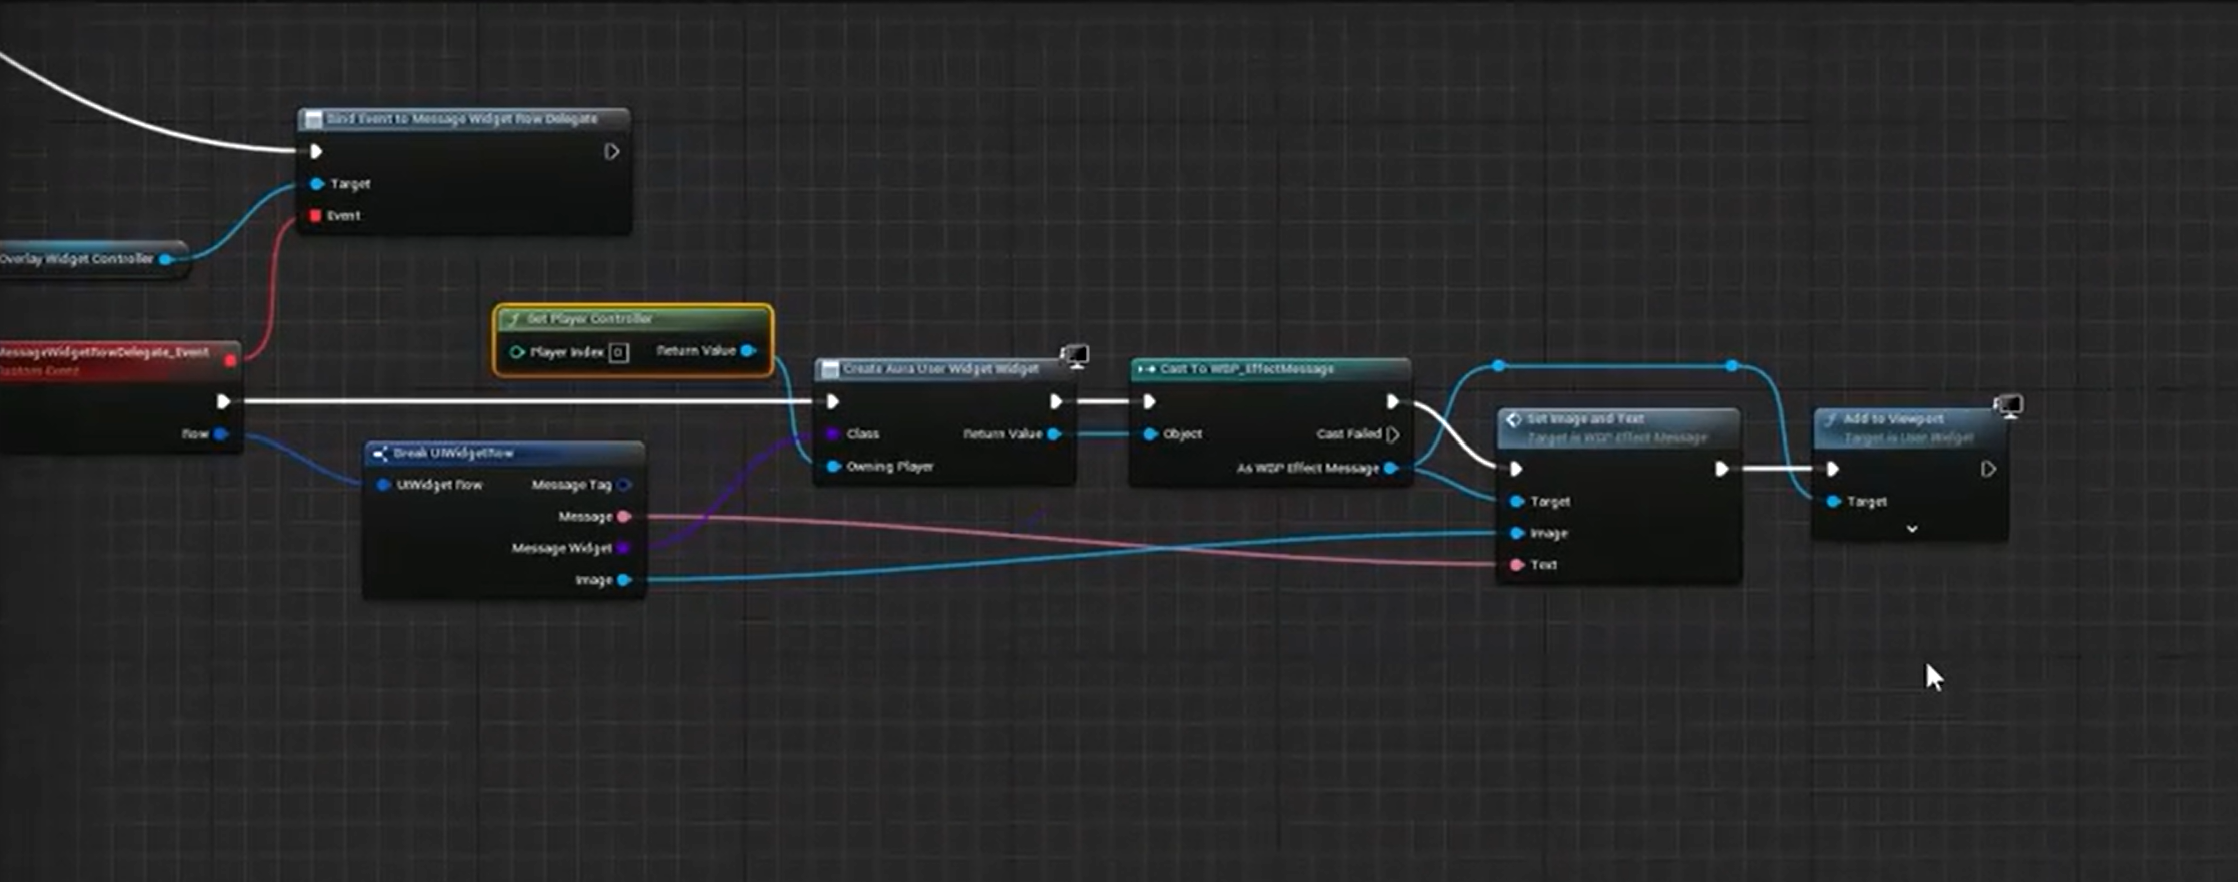 Bind Event to Message Widget Row Delegate
Target
Event
Overlay Widget Controller
Get Player Controller
Player Index 0 Return Value
MessageWidgetRowDelegate_Event
Custom Event
Row
Break UIWidgetRow
UIWidget Row Message Tag
Message
Message Widget
Image
Create Aura User Widget Widget
Class Return Value
Owning Player
Cast To WBP_EffectMessage
Object Cast Failed
As WBP Effect Message
Set Image and Text
Target is WBP Effect Message
Target
Image
Text
Add to Viewport
Target is User Widget
Target